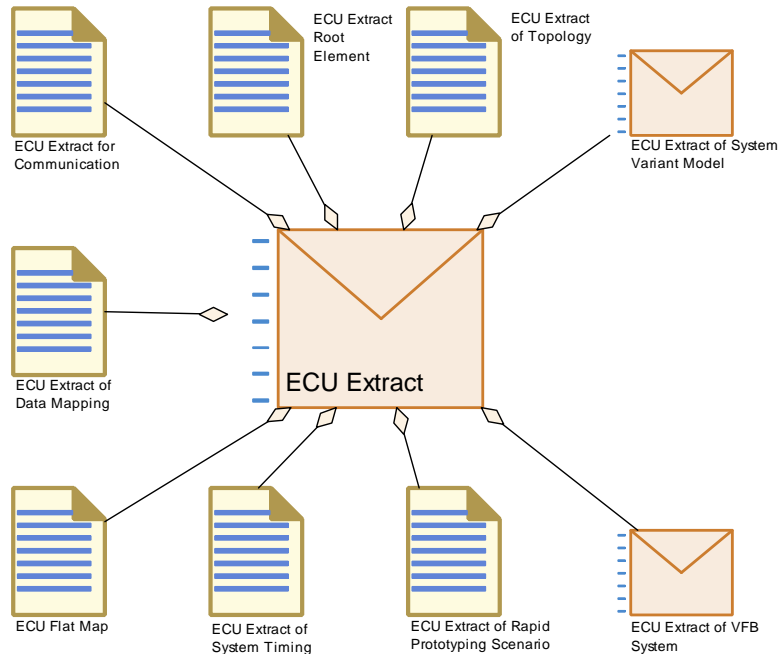 ECU Extract for
Communication
ECU Extract
Root
Element
ECU Extract
of Topology
ECU Extract of System
Variant Model
ECU Extract of
Data Mapping
ECU Extract
ECU Flat Map
ECU Extract of
System Timing
ECU Extract of Rapid
Prototyping Scenario
ECU Extract of VFB
System